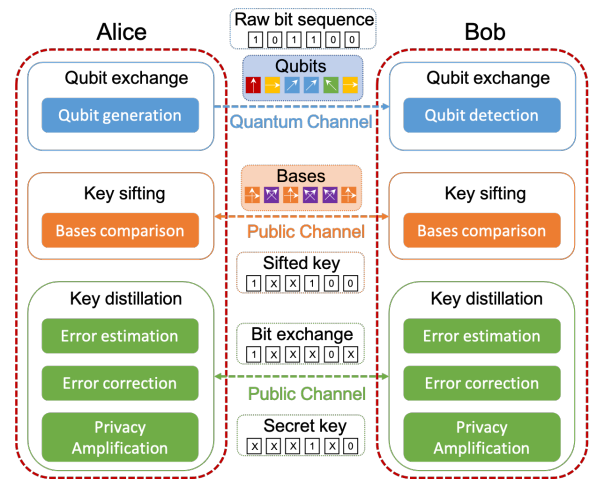 Alice
Raw bit sequence
1 0 1 1 0 0
Bob
Qubit exchange
Qubits
Qubit exchange
Qubit generation
Quantum Channel
Qubit detection
Key sifting
Bases
Key sifting
Bases comparison
Public Channel
Bases comparison
Sifted key
1 X X 1 0 0
Key distillation
Key distillation
Error estimation
Bit exchange
1 X X X 0 X
Error estimation
Error correction
Public Channel
Error correction
Privacy
Amplification
Secret key
X X X 1 X 0
Privacy
Amplification